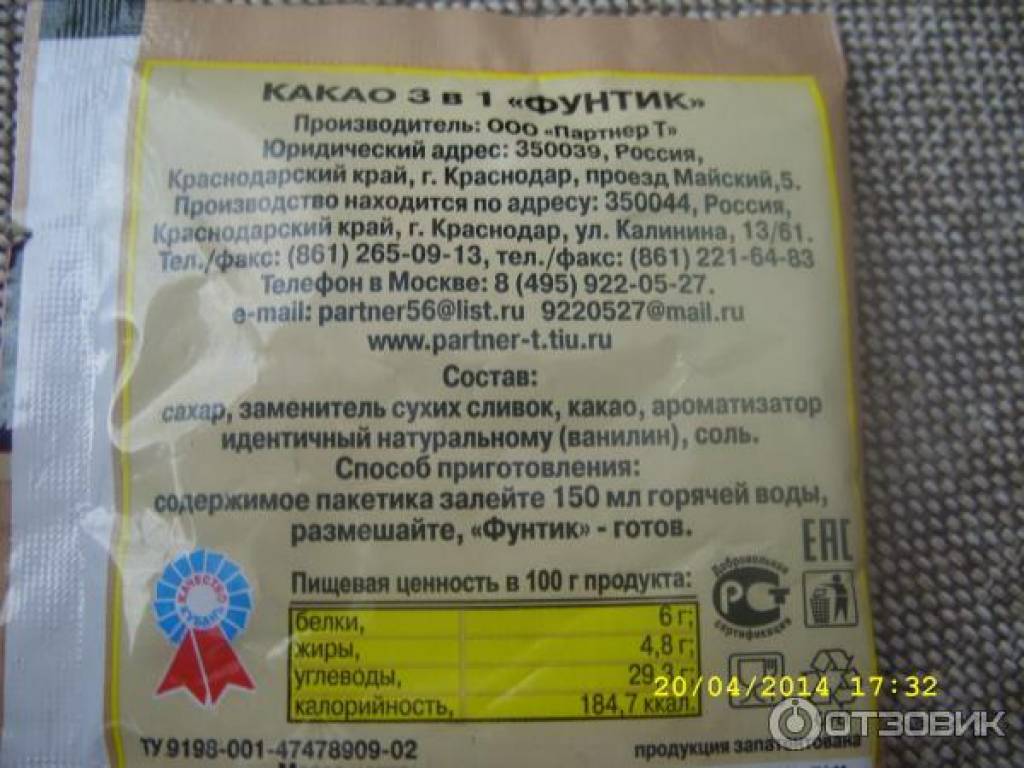 КАКАО 3 в 1 «ФУНТИК»
Производитель: ООО «Партнер Т»
Юридический адрес: 350039, Россия,
Краснодарский край, г. Краснодар, проезд Майский,5.
Производство находится по адресу: 350044, Россия,
Краснодарский край, г. Краснодар, ул. Калинина, 13/61.
Тел./факс: (861) 265-09-13, тел./факс: (861) 221-64-83
Телефон в Москве: 8 (495) 922-05-27.
e-mail: partner56@list.ru 9220527@mail.ru
www.partner-t.tiu.ru
Состав:
сахар, заменитель сухих сливок, какао, ароматизатор
идентичный натуральному (ванилин), соль.
Способ приготовления:
содержимое пакетика залейте 150 мл горячей воды,
размешайте, «Фунтик» - готов.
EAC
КАЧЕСТВО
КУБАНЬ
Пищевая ценность в 100 г продукта:
белки, 6 г;
жиры, 4,8 г;
углеводы, 29,3 г;
калорийность, 184,7 ккал.
Добровольная
РСТ
сертификация
20/04/2014 17:32
ТУ 9198-001-47478909-02
продукция запатентована
ОТЗОВИК